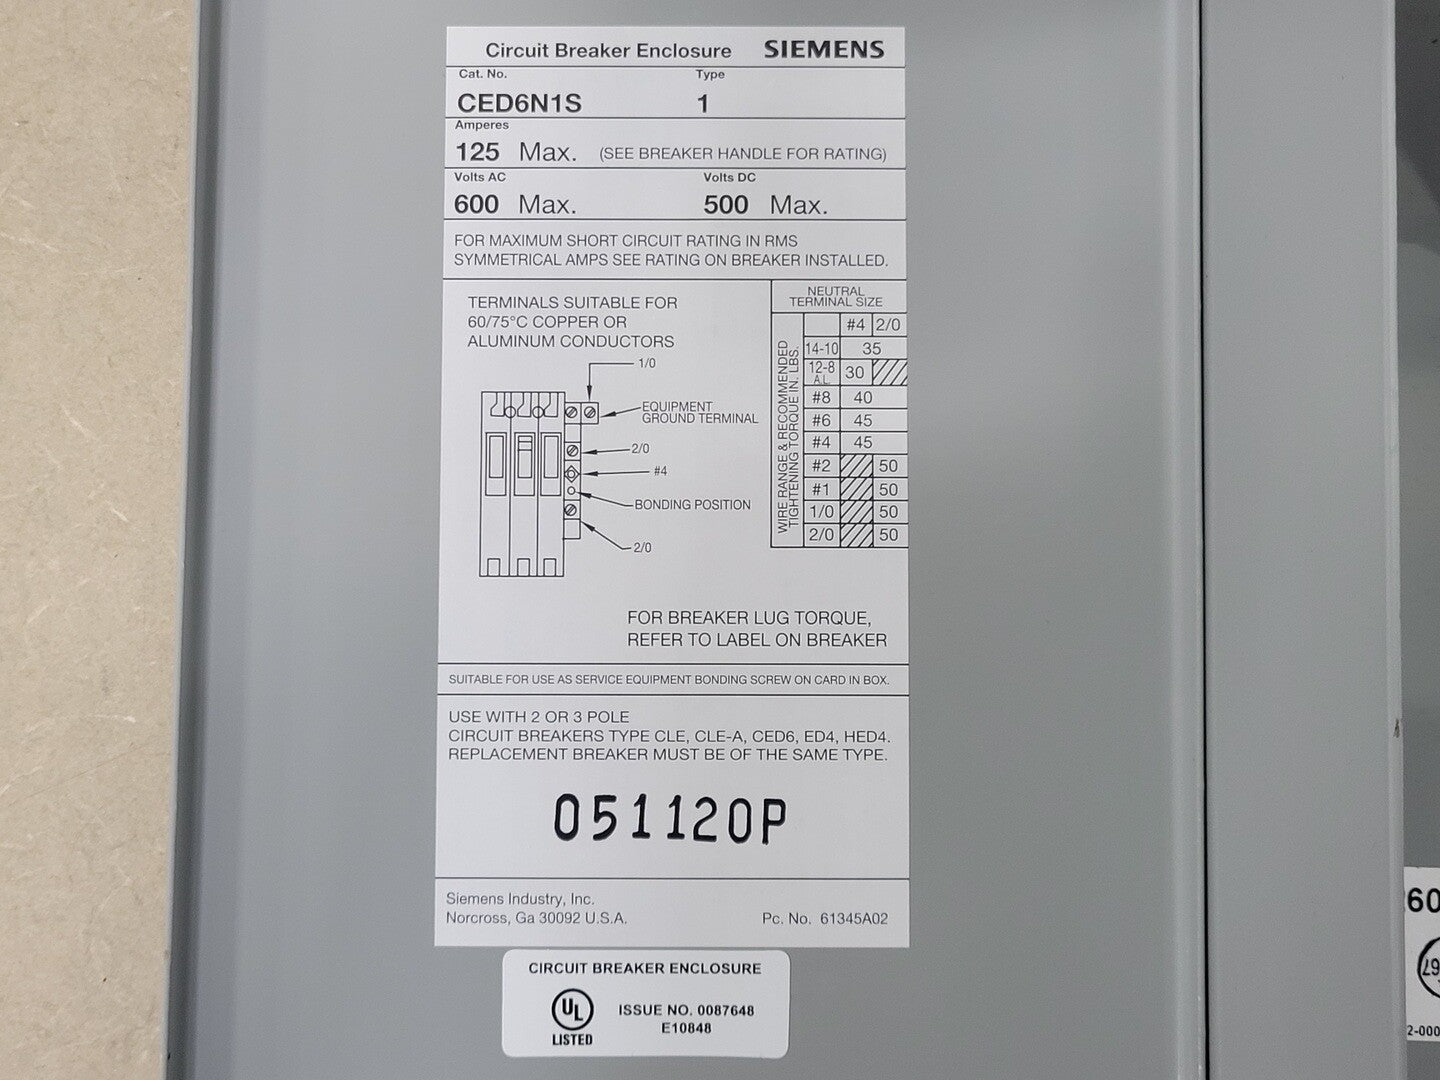 Circuit Breaker Enclosure SIEMENS
Cat. No. Type
CED6N1S 1
Amperes
125 Max. (SEE BREAKER HANDLE FOR RATING)
Volts AC Volts DC
600 Max. 500 Max.
FOR MAXIMUM SHORT CIRCUIT RATING IN RMS
SYMMETRICAL AMPS SEE RATING ON BREAKER INSTALLED.
TERMINALS SUITABLE FOR
60/75°C COPPER OR
ALUMINUM CONDUCTORS
1/0
EQUIPMENT
GROUND TERMINAL
2/0
#4
BONDING POSITION
2/0
NEUTRAL
TERMINAL SIZE
WIRE RANGE & RECOMMENDED
TIGHTENING TORQUE IN. LBS.
#4 2/0
14-10 35
12-8
A.L. 30
#8 40
#6 45
#4 45
#2 50
#1 50
1/0 50
2/0 50
FOR BREAKER LUG TORQUE,
REFER TO LABEL ON BREAKER
SUITABLE FOR USE AS SERVICE EQUIPMENT BONDING SCREW ON CARD IN BOX.
USE WITH 2 OR 3 POLE
CIRCUIT BREAKERS TYPE CLE, CLE-A, CED6, ED4, HED4.
REPLACEMENT BREAKER MUST BE OF THE SAME TYPE.
051120P
Siemens Industry, Inc.
Norcross, Ga 30092 U.S.A. Pc. No. 61345A02
CIRCUIT BREAKER ENCLOSURE
UL ISSUE NO. 0087648
E10848
LISTED
60
2-000